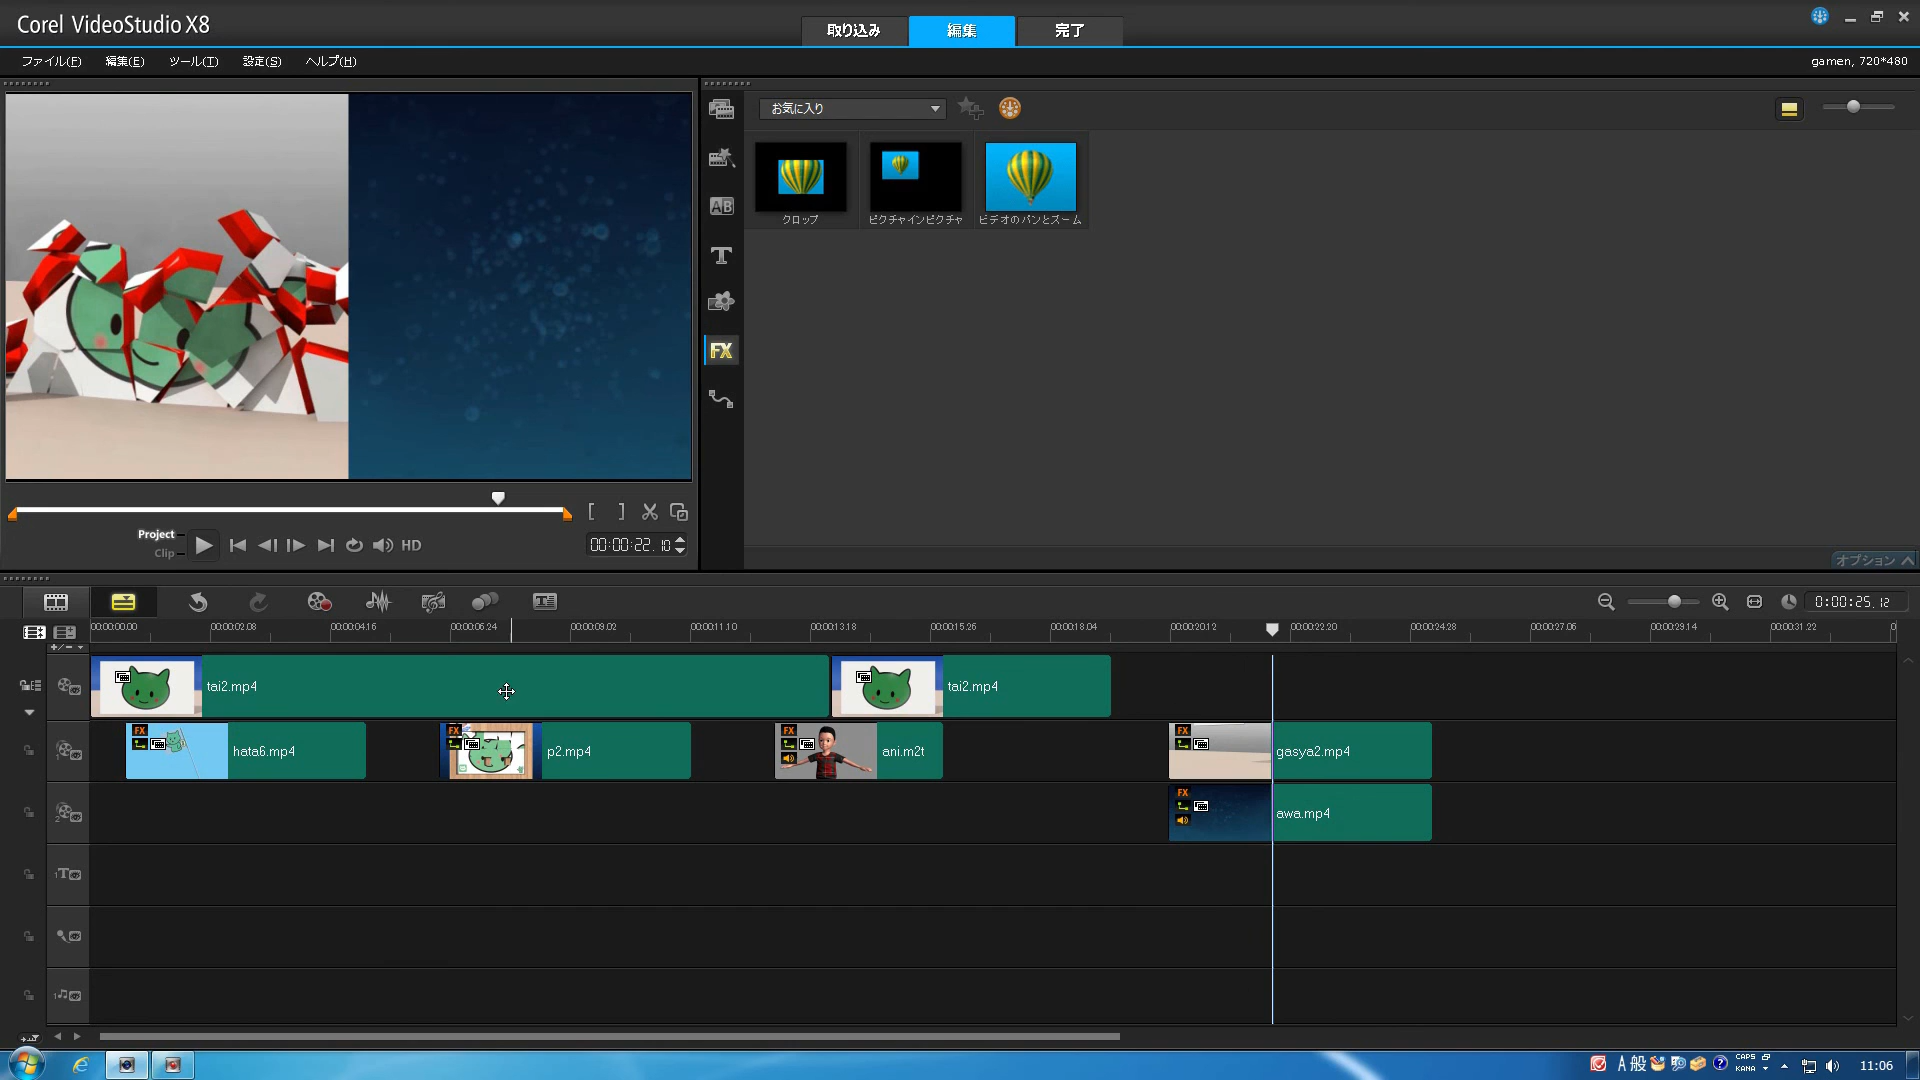 Corel VideoStudio X8
取り込み
編集
完了
ファイル(F) 編集(E) ツール(T) 設定(S) ヘルプ(H)
gamen, 720*480
お気に入り
クロップ
ピクチャインピクチャ
ビデオのパンとズーム
AB
T
FX
Project
Clip
HD
00:00:22. 10
オプション
0:00:25. 12
00:00:00.00 00:00:02.08 00:00:04.16 00:00:06.24 00:00:09.02 00:00:11.10 00:00:13.18 00:00:15.26 00:00:18.04 00:00:20.12 00:00:22.20 00:00:24.28 00:00:27.06 00:00:29.14 00:00:31.22
tai2.mp4
tai2.mp4
FX
hata6.mp4
FX
p2.mp4
FX
ani.m2t
FX
gasya2.mp4
FX
awa.mp4
A 般
CAPS
KANA
11:06